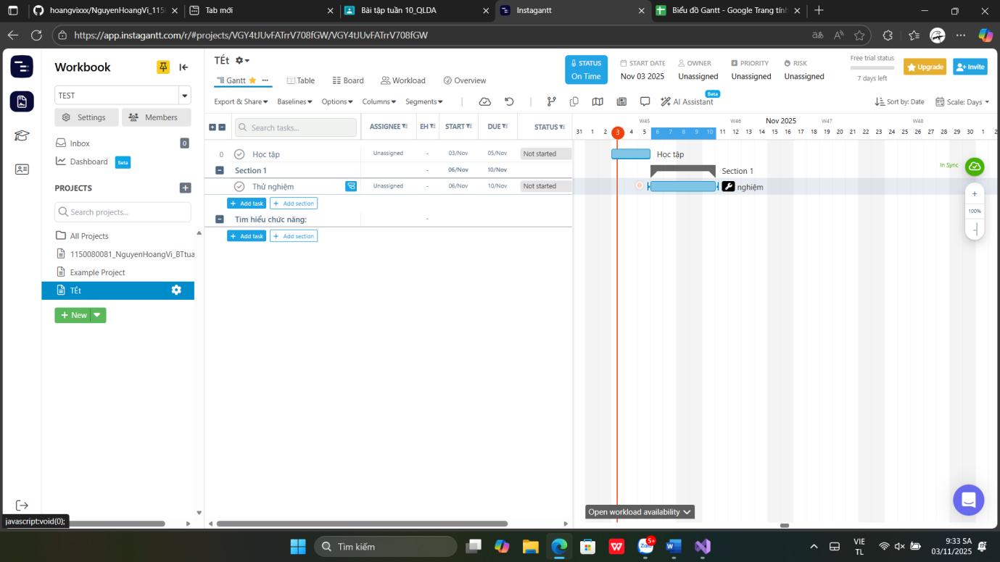 hoangvixxx/NguyenHoangVi_115
Tab mới
Bài tập tuần 10_QLDA
Instagantt
Biểu đồ Gantt - Google Trang tính
https://app.instagantt.com/r/#projects/VGY4tJUvFATrrV708fGW/VGY4tJUvFATrrV708fGW
Workbook
TEST
Settings
Members
Inbox
0
Dashboard
Beta
PROJECTS
Search projects...
All Projects
1150080081_NguyenHoangVi_BTtua
Example Project
TẾt
New
javascript:void(0);
TẾt
Gantt
Table
Board
Workload
Overview
STATUS
On Time
START DATE
Nov 03 2025
OWNER
Unassigned
PRIORITY
Unassigned
RISK
Unassigned
Free trial status
7 days left
Upgrade
Invite
Export & Share
Baselines
Options
Columns
Segments
AI Assistant
Beta
Sort by: Date
Scale: Days
Search tasks...
ASSIGNEE
EH
START
DUE
STATUS
W45
W46
Nov 2025
W47
W48
31 1 2 3 4 5 6 7 8 9 10 11 12 13 14 15 16 17 18 19 20 21 22 23 24 25 26 27 28 29 30 1 2
0 Học tập Unassigned - 03/Nov 05/Nov Not started
Học tập
Section 1 - 06/Nov 10/Nov
Section 1
Thử nghiệm Unassigned - 06/Nov 10/Nov Not started
nghiệm
+ Add task + Add section
Tìm hiểu chức năng: -
+ Add task + Add section
In Sync
100%
Open workload availability
Tìm kiếm
5+
VIE
TL
9:33 SA
03/11/2025